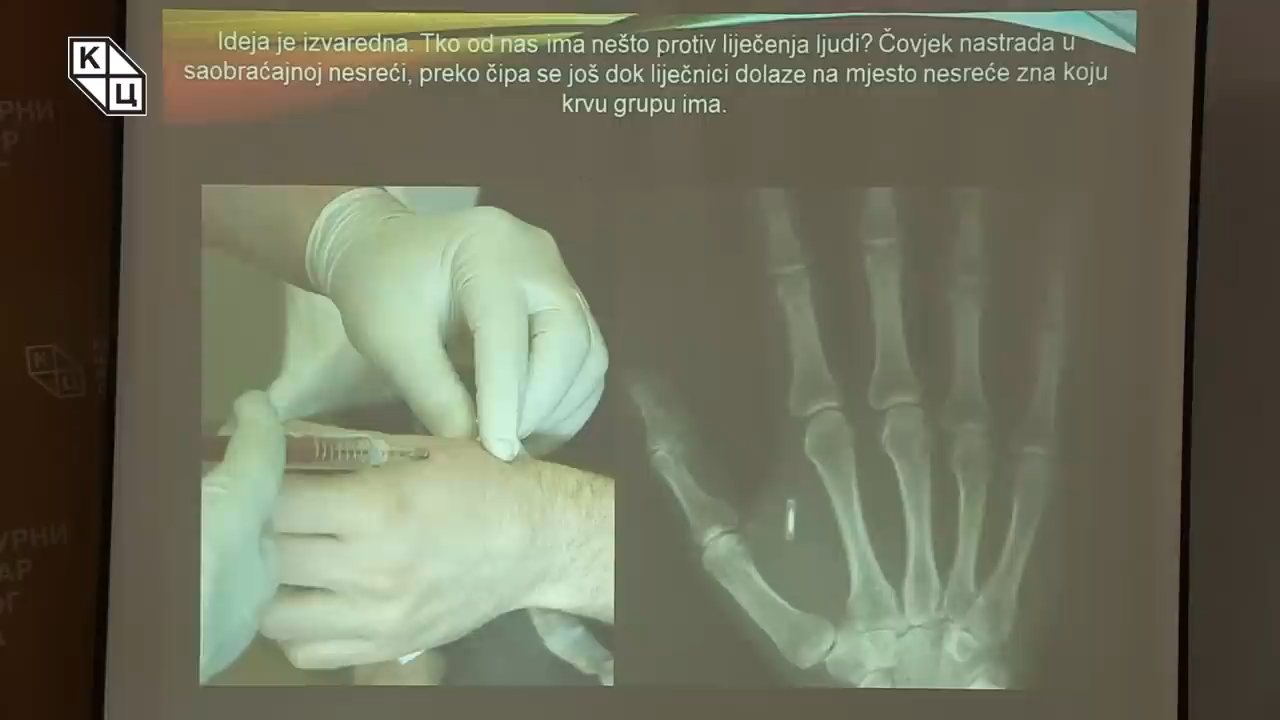 К
Ц
Ideja je izvaredna. Tko od nas ima nešto protiv liječenja ljudi? Čovjek nastrada u
saobraćajnoj nesreći, preko čipa se još dok liječnici dolaze na mjesto nesreće zna koju
krvu grupu ima.
К
Ц